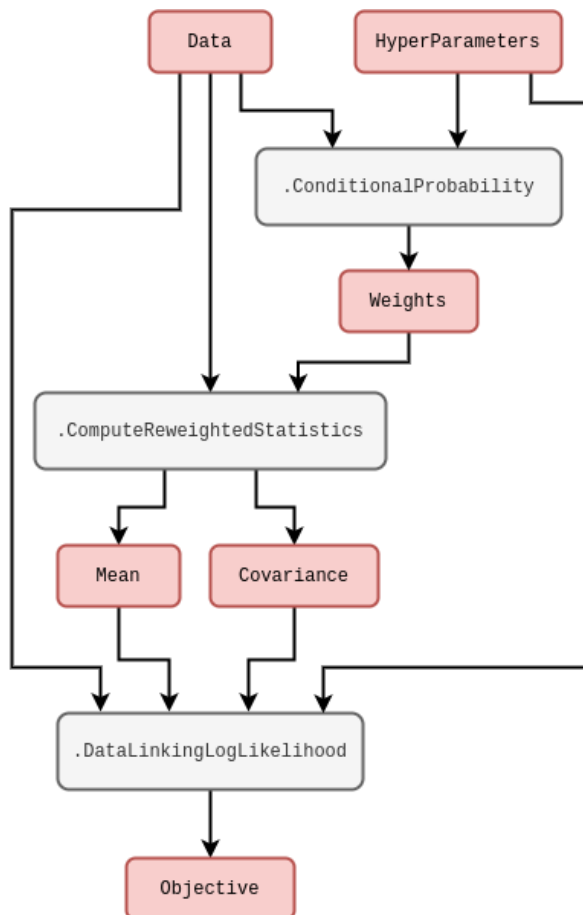 Data
HyperParameters
.ConditionalProbability
Weights
.ComputeReweightedStatistics
Mean
Covariance
.DataLinkingLogLikelihood
Objective